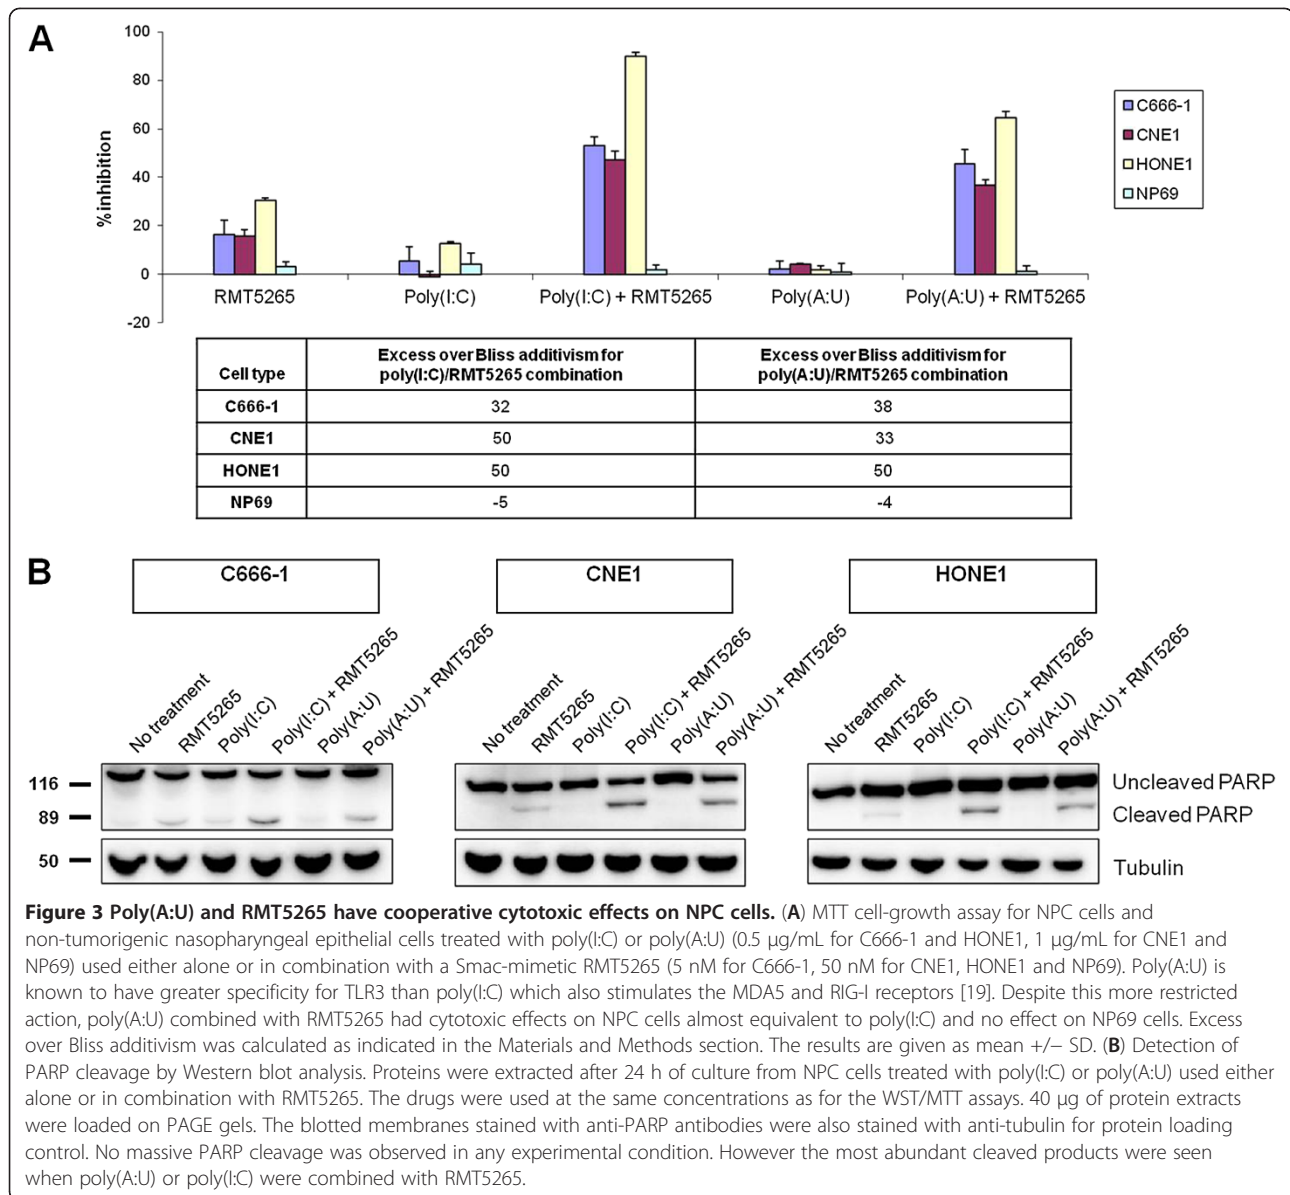 A
100
80
60
40
20
0
-20
%inhibition
RMT5265
Poly(I:C)
Poly(I:C) + RMT5265
Poly(A:U)
Poly(A:U) + RMT5265
C666-1
CNE1
HONE1
NP69
Cell type
Excess over Bliss additivism for
poly(I:C)/RMT5265 combination
Excess over Bliss additivism for
poly(A:U)/RMT5265 combination
C666-1 32 38
CNE1 50 33
HONE1 50 50
NP69 -5 -4
B
C666-1
CNE1
HONE1
No treatment
RMT5265
Poly(I:C)
Poly(I:C) + RMT5265
Poly(A:U)
Poly(A:U) + RMT5265
No treatment
RMT5265
Poly(I:C)
Poly(I:C) + RMT5265
Poly(A:U)
Poly(A:U) + RMT5265
No treatment
RMT5265
Poly(I:C)
Poly(I:C) + RMT5265
Poly(A:U)
Poly(A:U) + RMT5265
116
89
50
Uncleaved PARP
Cleaved PARP
Tubulin
Figure 3 Poly(A:U) and RMT5265 have cooperative cytotoxic effects on NPC cells. (A) MTT cell-growth assay for NPC cells and
non-tumorigenic nasopharyngeal epithelial cells treated with poly(I:C) or poly(A:U) (0.5 μg/mL for C666-1 and HONE1, 1 μg/mL for CNE1 and
NP69) used either alone or in combination with a Smac-mimetic RMT5265 (5 nM for C666-1, 50 nM for CNE1, HONE1 and NP69). Poly(A:U) is
known to have greater specificity for TLR3 than poly(I:C) which also stimulates the MDA5 and RIG-I receptors [19]. Despite this more restricted
action, poly(A:U) combined with RMT5265 had cytotoxic effects on NPC cells almost equivalent to poly(I:C) and no effect on NP69 cells. Excess
over Bliss additivism was calculated as indicated in the Materials and Methods section. The results are given as mean +/− SD. (B) Detection of
PARP cleavage by Western blot analysis. Proteins were extracted after 24 h of culture from NPC cells treated with poly(I:C) or poly(A:U) used either
alone or in combination with RMT5265. The drugs were used at the same concentrations as for the WST/MTT assays. 40 μg of protein extracts
were loaded on PAGE gels. The blotted membranes stained with anti-PARP antibodies were also stained with anti-tubulin for protein loading
control. No massive PARP cleavage was observed in any experimental condition. However the most abundant cleaved products were seen
when poly(A:U) or poly(I:C) were combined with RMT5265.